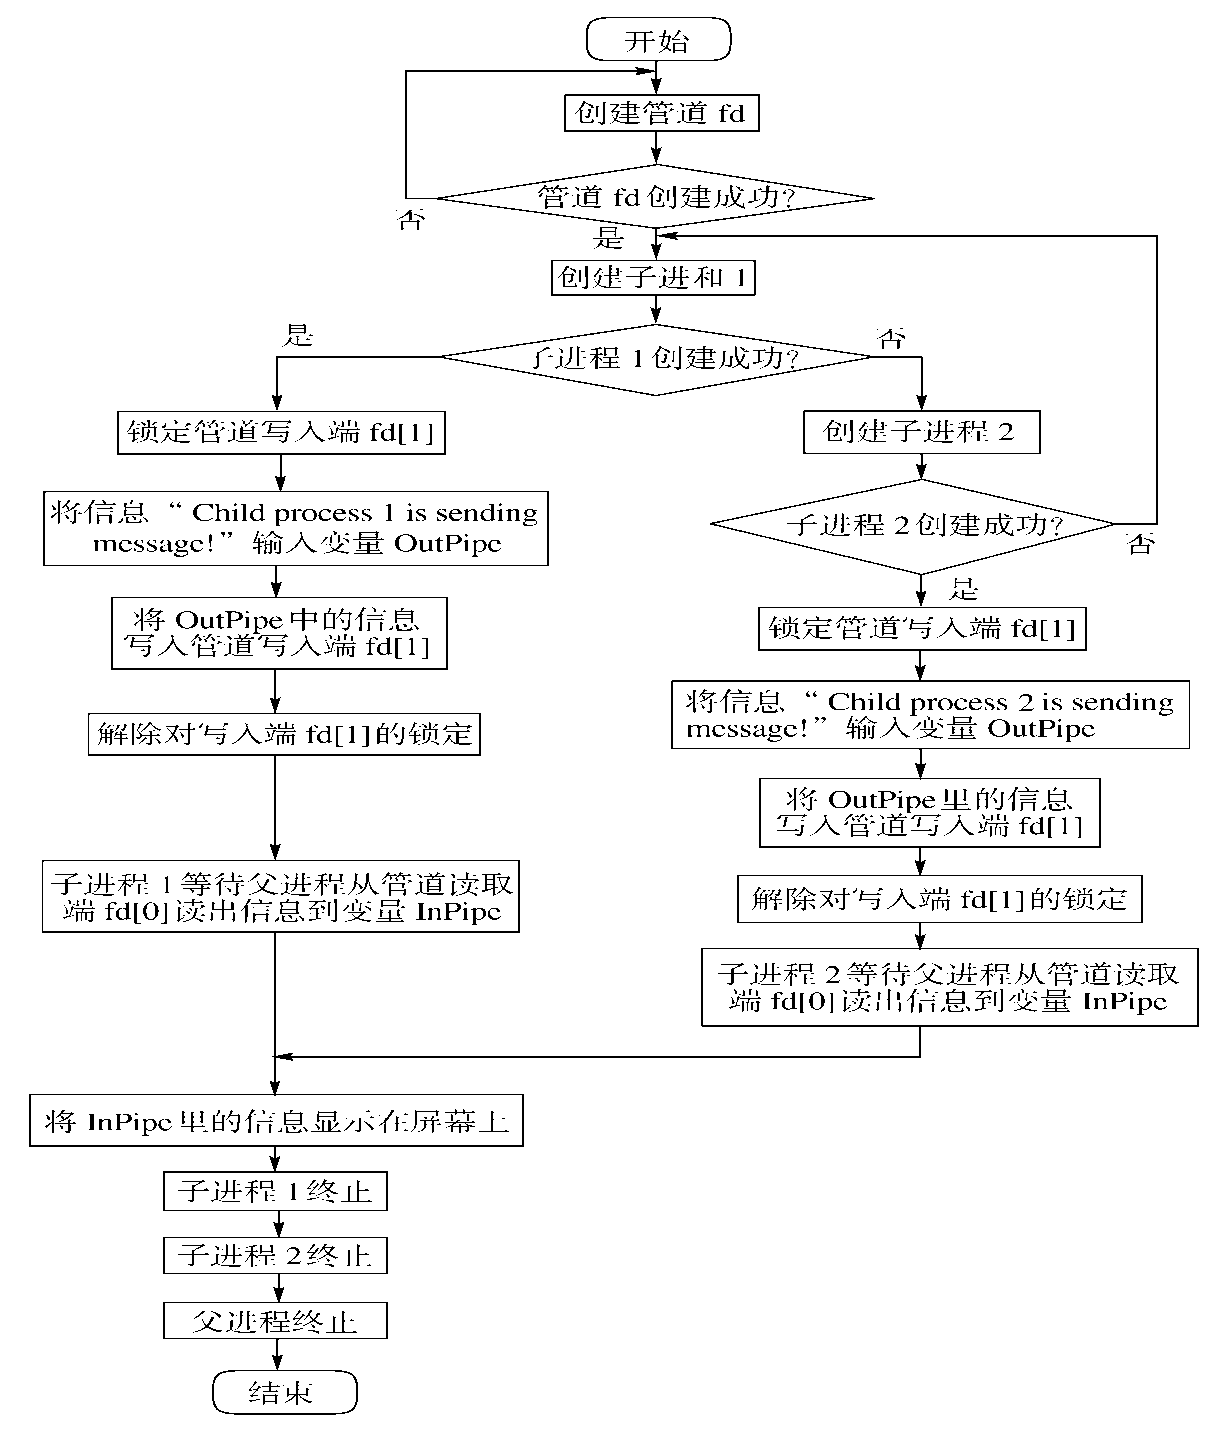 开始
创建管道 fd
管道 fd 创建成功?
否
是
创建子进和 1
子进程 1 创建成功?
是
否
锁定管道写入端 fd[1]
将信息 “ Child process 1 is sending
message!” 输入变量 OutPipe
将 OutPipe 中的信息
写入管道写入端 fd[1]
解除对写入端 fd[1]的锁定
子进程 1 等待父进程从管道读取
端 fd[0]读出信息到变量 InPipe
创建子进程 2
子进程 2 创建成功?
否
是
锁定管道写入端 fd[1]
将信息 “ Child process 2 is sending
message!” 输入变量 OutPipe
将 OutPipe 里的信息
写入管道写入端 fd[1]
解除对写入端 fd[1]的锁定
子进程 2 等待父进程从管道读取
端 fd[0]读出信息到变量 InPipe
将 InPipe 里的信息显示在屏幕上
子进程 1 终止
子进程 2 终止
父进程终止
结束